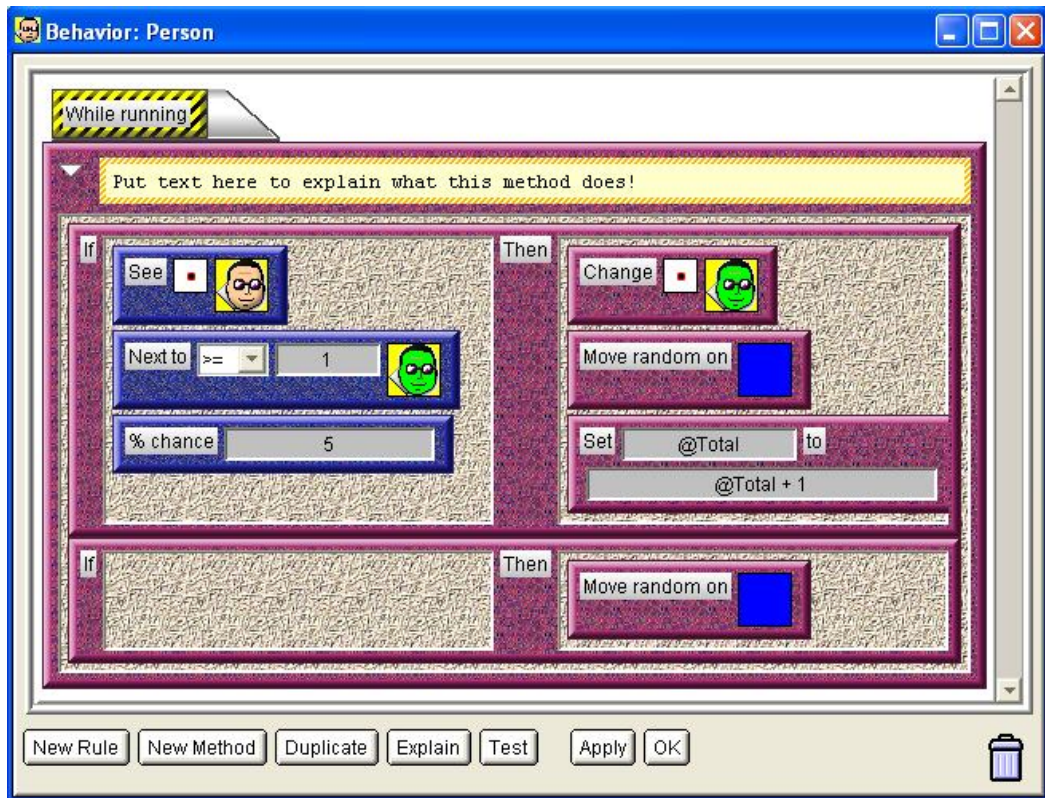 Behavior: Person
While running
Put text here to explain what this method does!
If
See
Next to >= 1
% chance 5
Then
Change
Move random on
Set @Total to
@Total + 1
If
Then
Move random on
New Rule New Method Duplicate Explain Test Apply OK